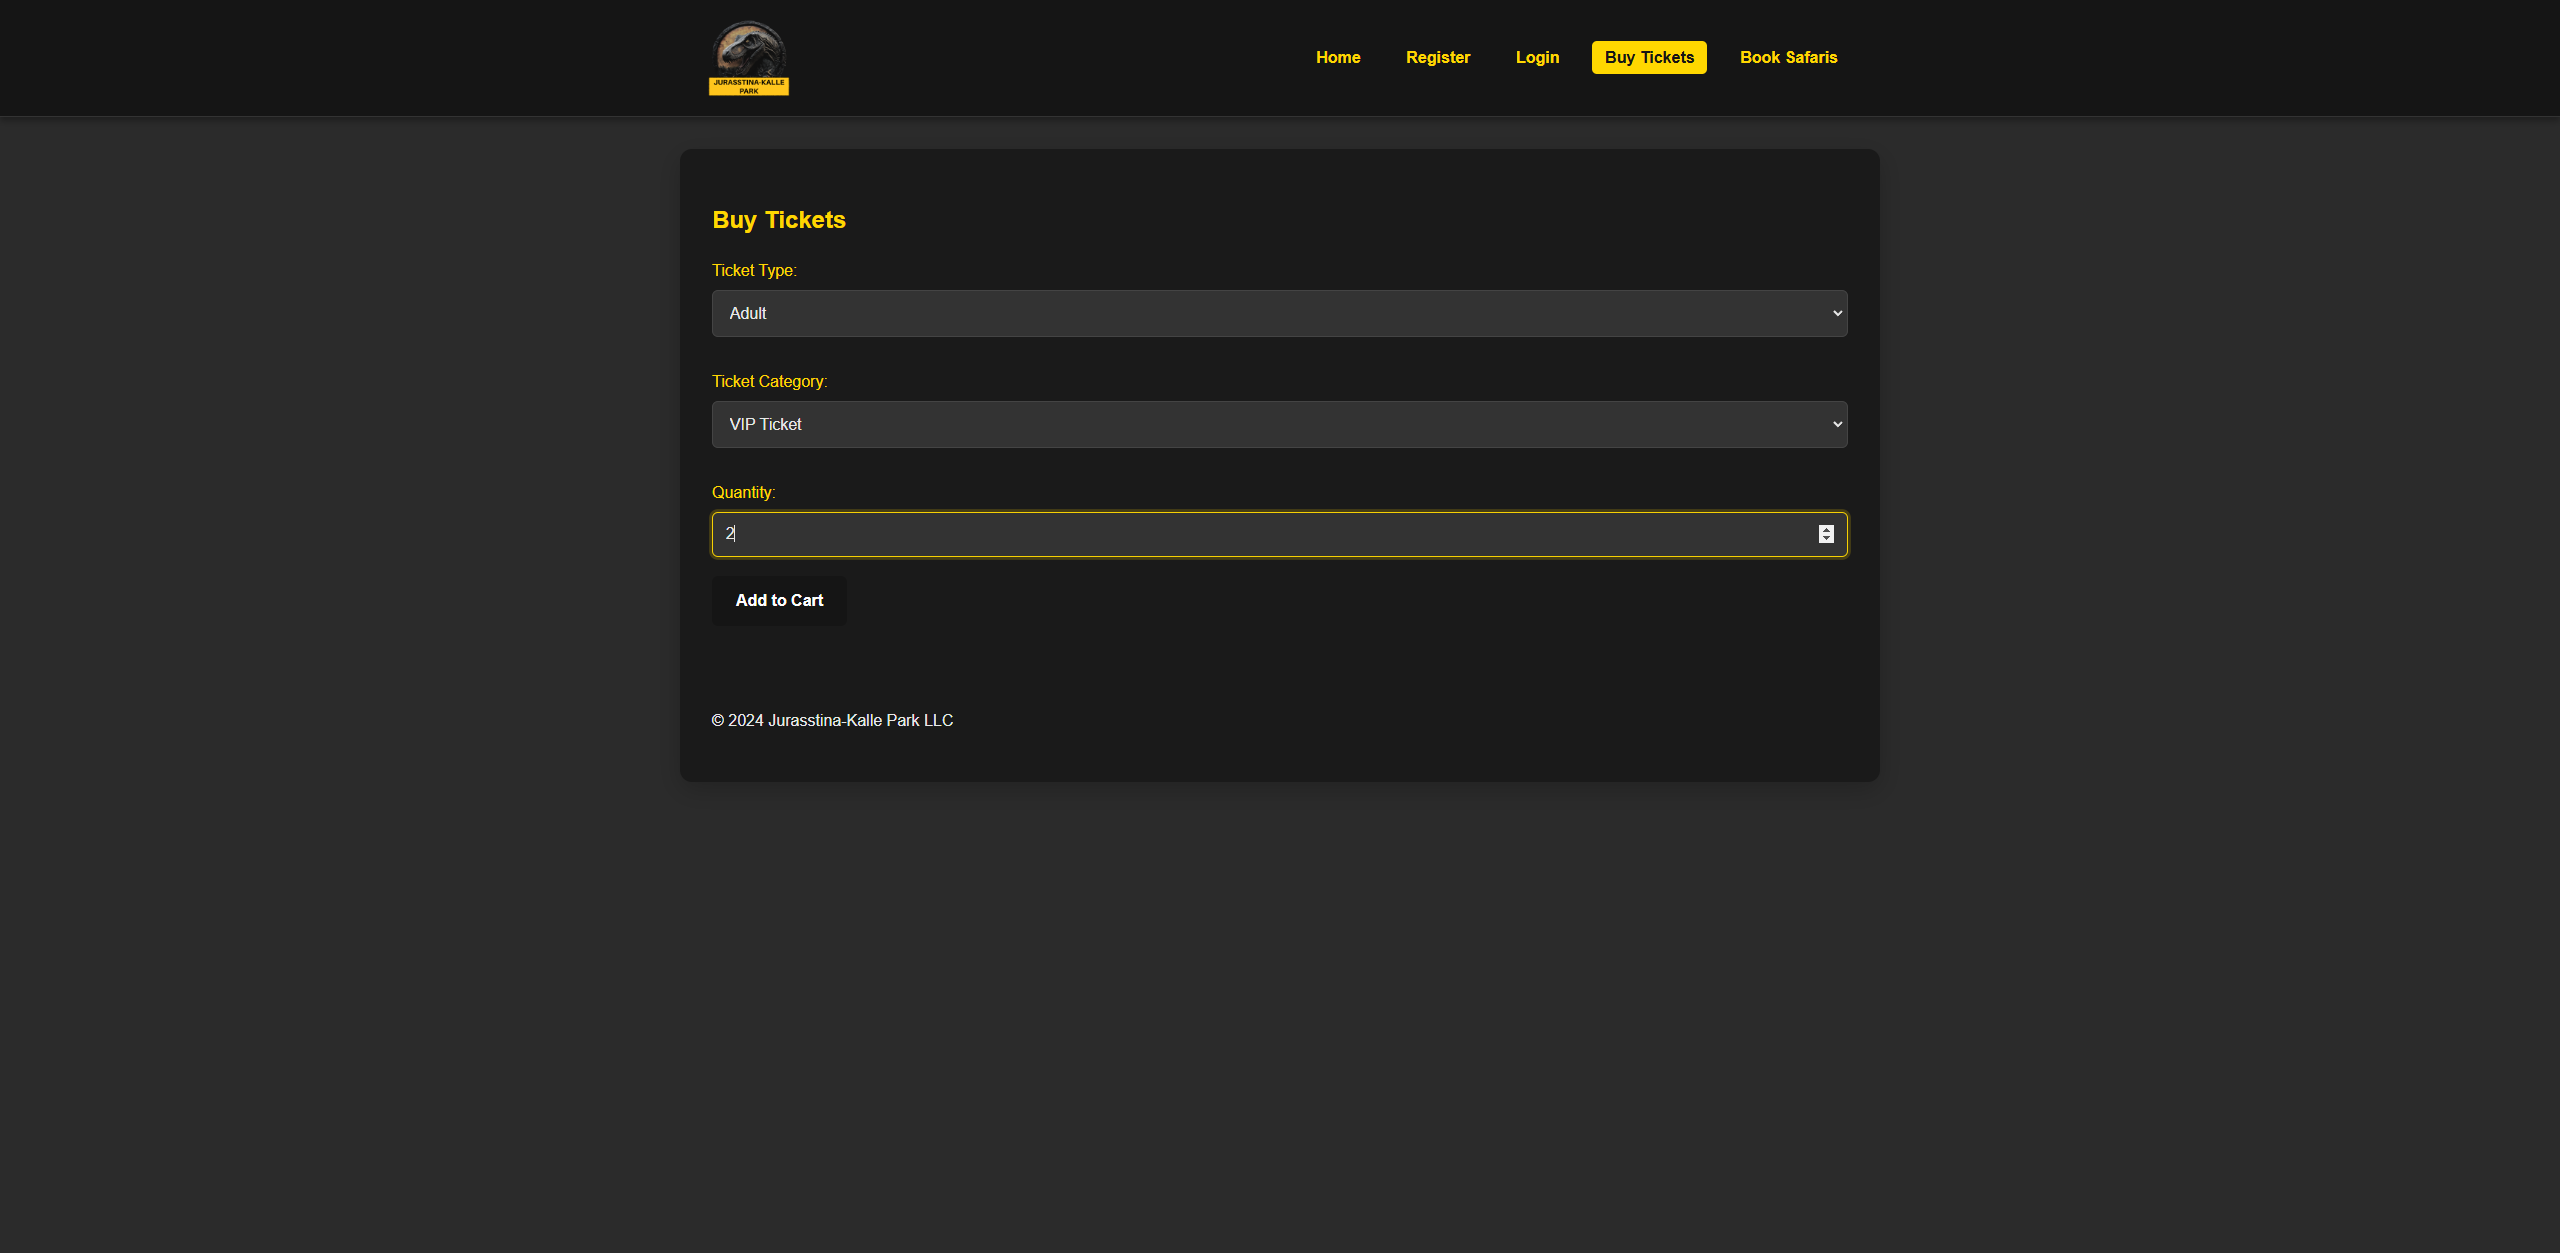 JURASSTINA-KALLE
PARK
Home
Register
Login
Buy Tickets
Book Safaris
Buy Tickets
Ticket Type:
Adult
Ticket Category:
VIP Ticket
Quantity:
2
Add to Cart
© 2024 Jurasstina-Kalle Park LLC